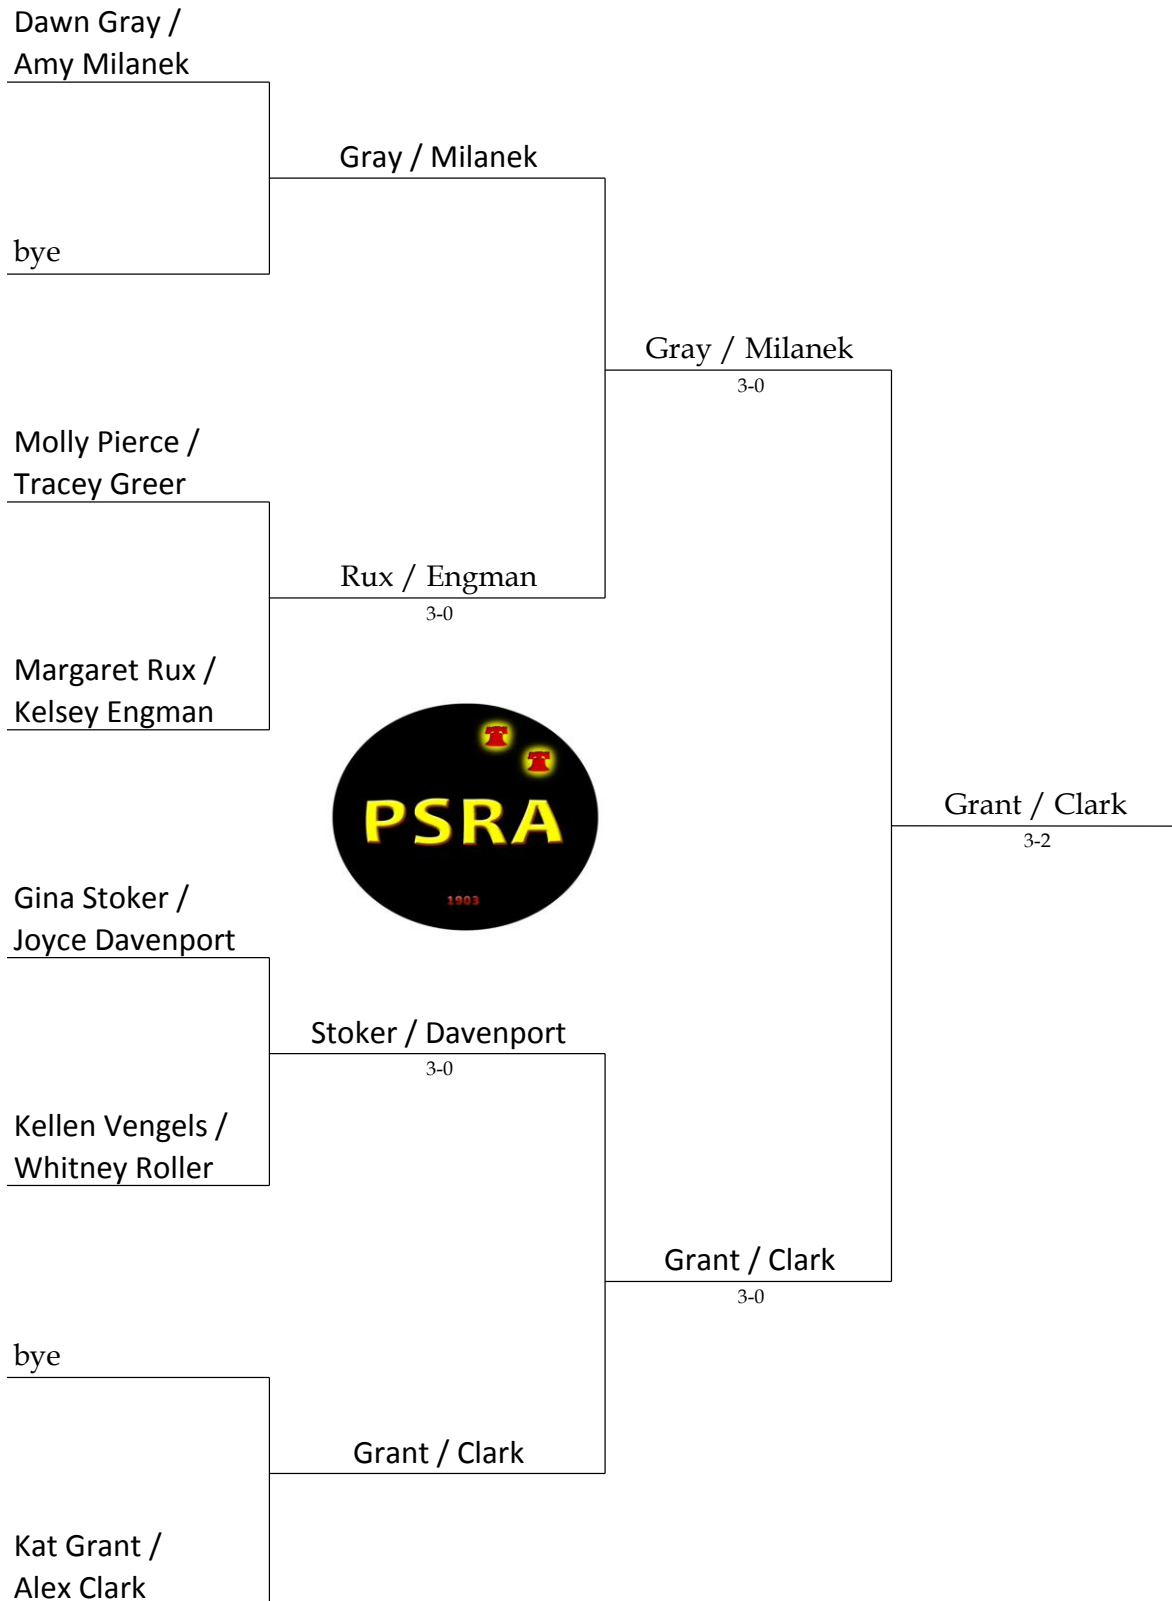 Dawn Gray /
Amy Milanek
Gray / Milanek
bye
Gray / Milanek
3-0
Molly Pierce /
Tracey Greer
Rux / Engman
3-0
Margaret Rux /
Kelsey Engman
PSRA
1903
Grant / Clark
3-2
Gina Stoker /
Joyce Davenport
Stoker / Davenport
3-0
Kellen Vengels /
Whitney Roller
Grant / Clark
3-0
bye
Grant / Clark
Kat Grant /
Alex Clark